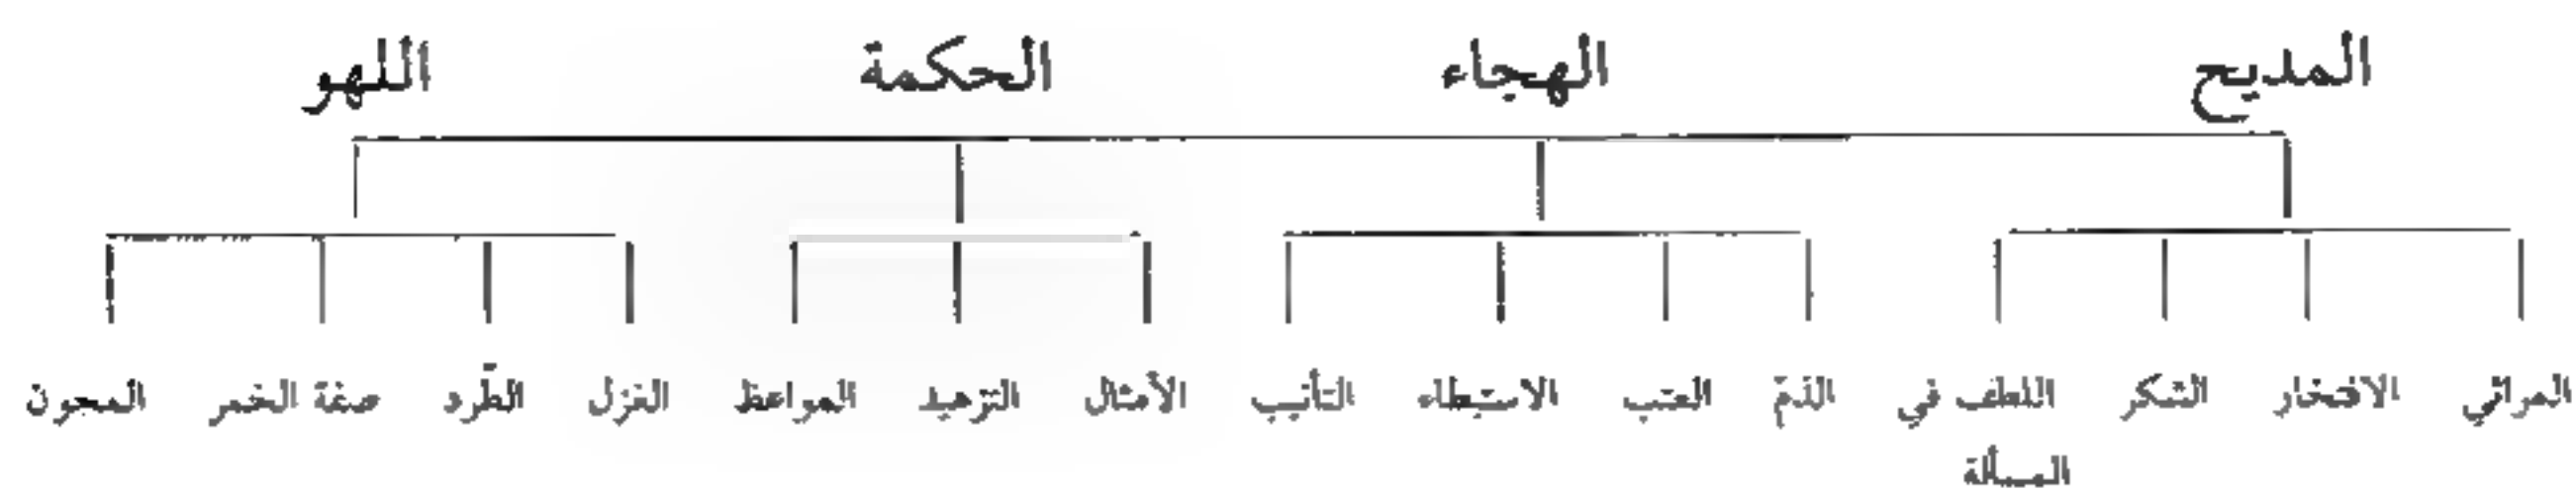 المديح الهجاء الحكمة اللهو
المراثي الافتخار الشكر اللطف في الذمّ العتب الاستبطاء التأنيب الأمثال التزهيد المواعظ الغزل الطّرد صفة الخمر المجون
المسألة